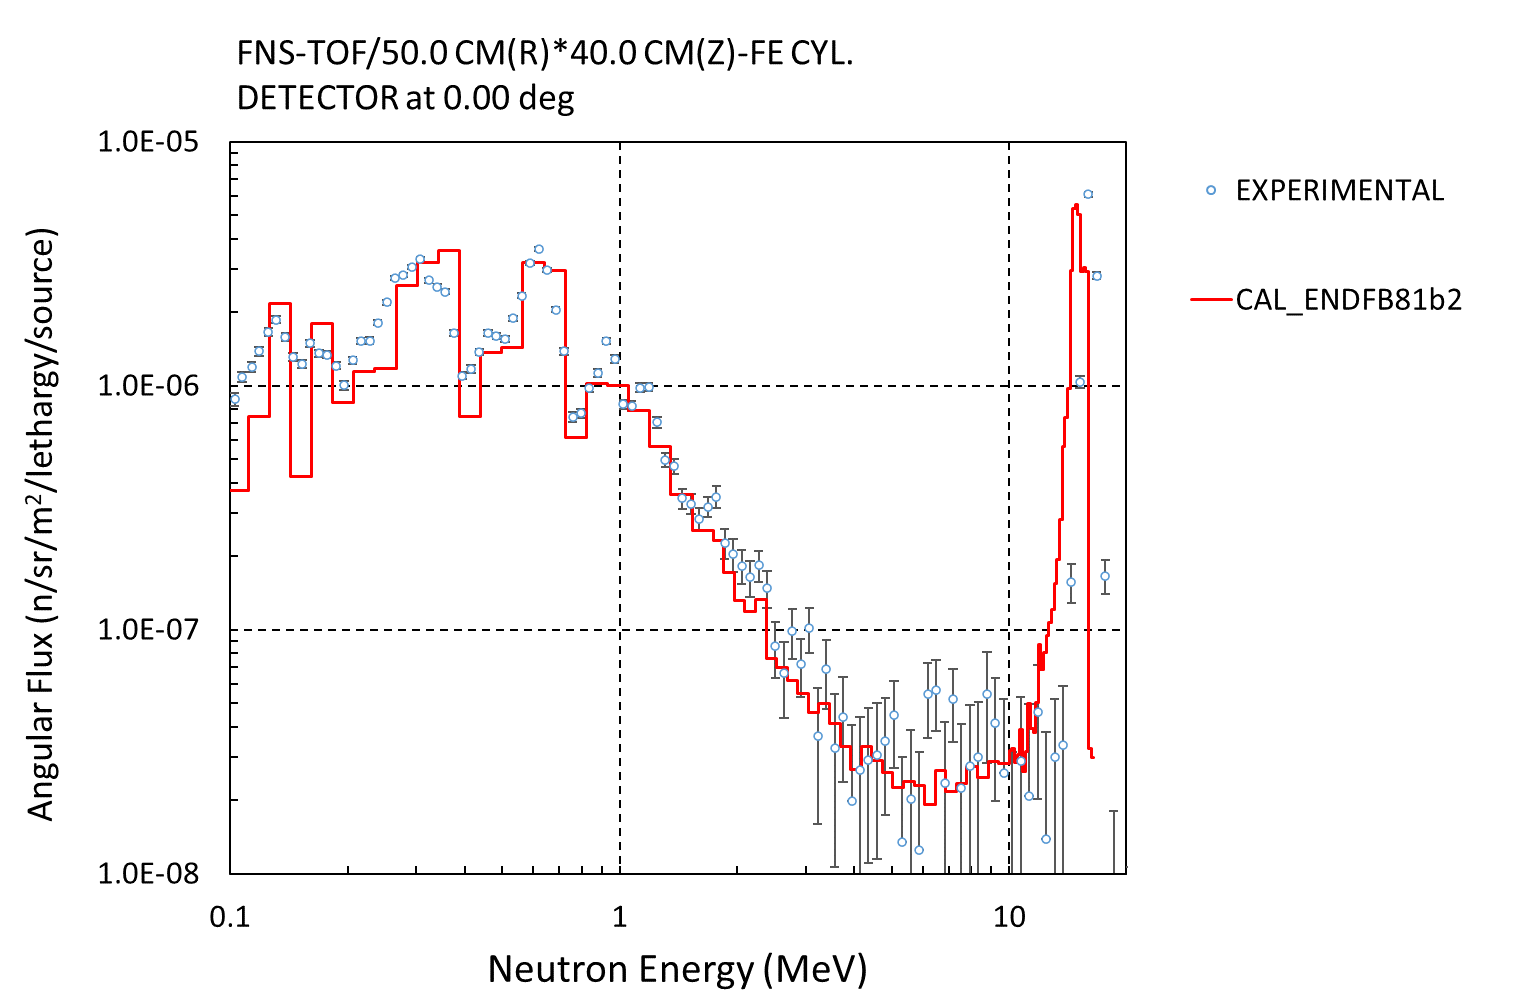 FNS-TOF/50.0 CM(R)*40.0 CM(Z)-FE CYL.
DETECTOR at 0.00 deg
1.0E-05
1.0E-06
1.0E-07
1.0E-08
Angular Flux (n/sr/m²/lethargy/source)
0.1
1
10
Neutron Energy (MeV)
EXPERIMENTAL
CAL_ENDFB81b2